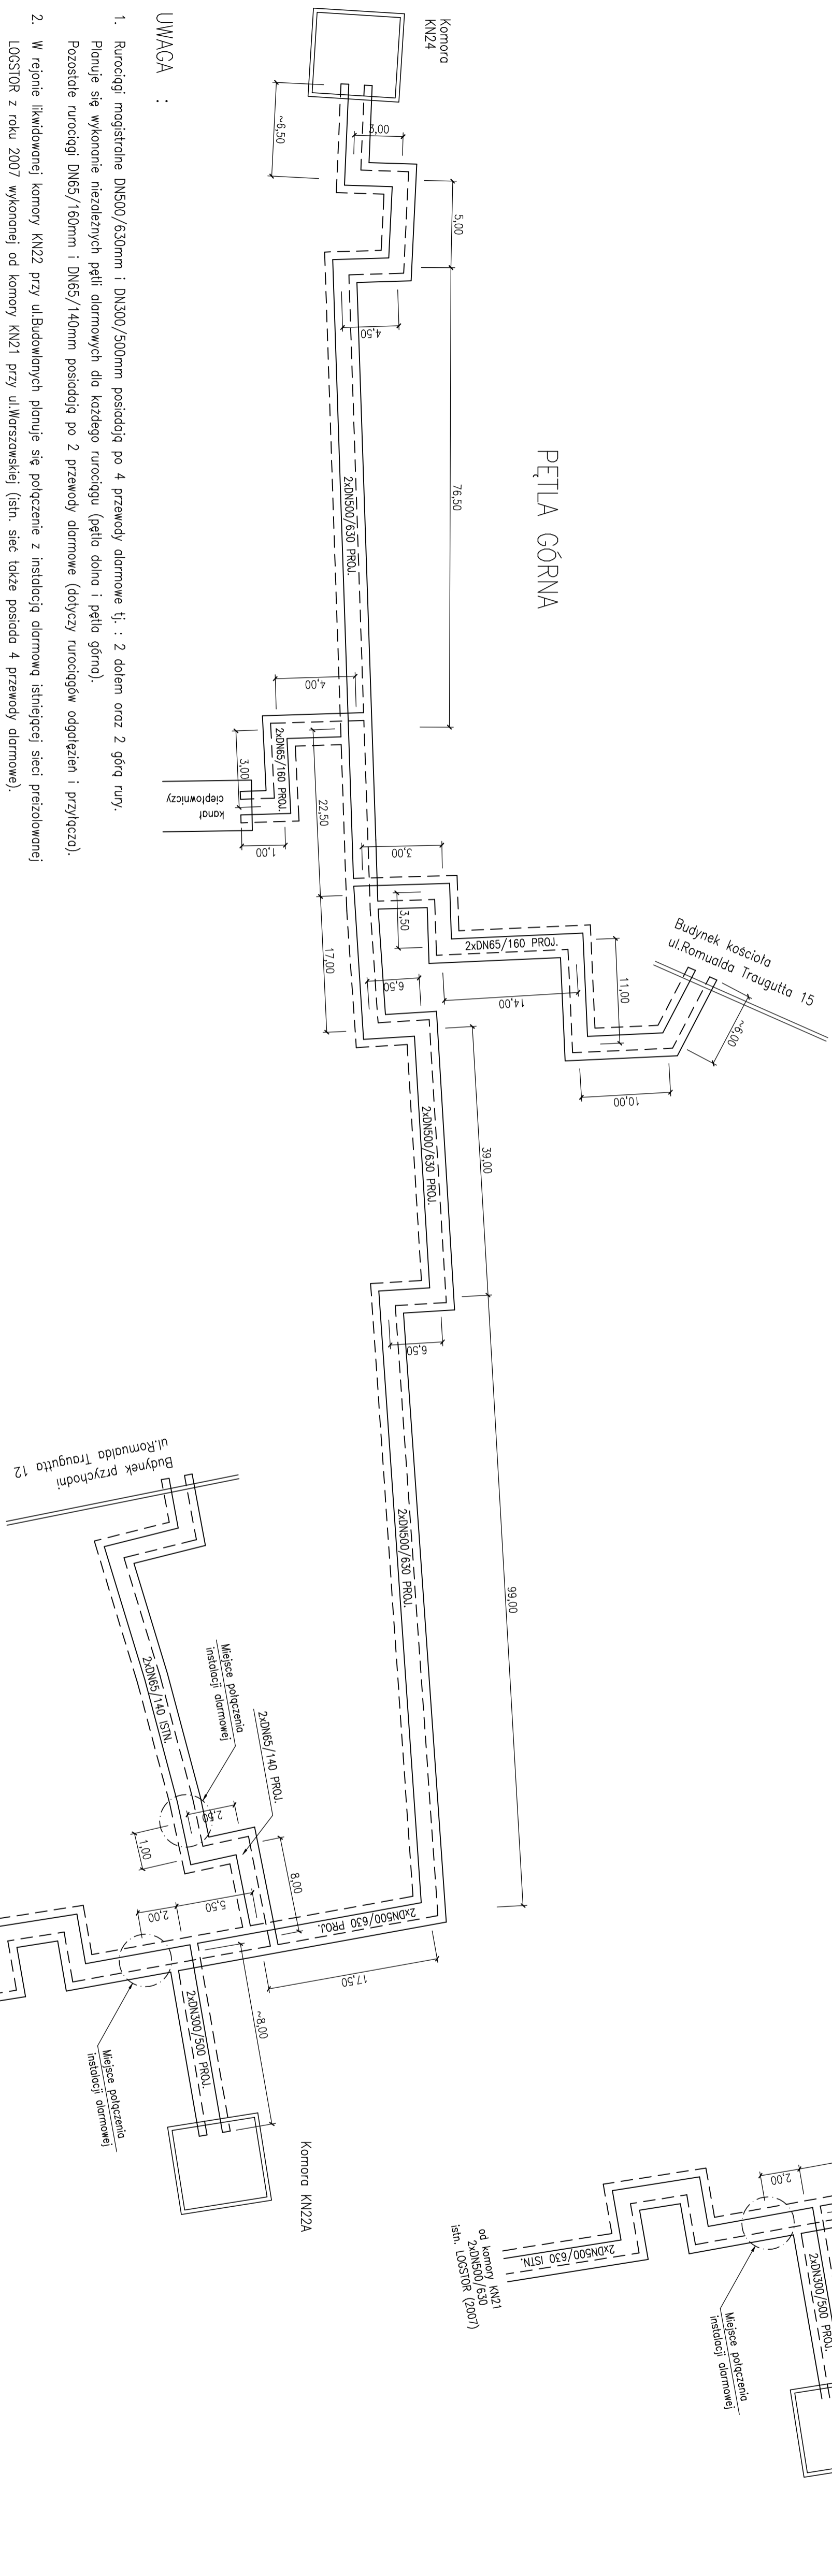 PĘTLA GÓRNA
Komora
KN24
~6,50
3,00
5,00
4,50
76,50
2xDN500/630 PROJ.
4,00
2xDN65/160 PROJ.
3,00
kanał
ciepłowniczy
1,00
22,50
3,00
3,50
17,00
6,50
2xDN65/160 PROJ.
14,00
11,00
10,00
~6,00
Budynek kościoła
ul.Romualda Traugutta 15
2xDN500/630 PROJ.
39,00
6,50
2xDN500/630 PROJ.
99,00
Budynek przychodni
ul.Romualda Traugutta 12
2xDN65/140 ISTN.
Miejsce połączenia
instalacji alarmowej
2xDN65/140 PROJ.
2,50
1,00
8,00
5,50
2,00
2xDN500/630 PROJ.
17,50
~8,00
2xDN300/500 PROJ.
Miejsce połączenia
instalacji alarmowej
Komora KN22A
2,00
2xDN500/630 ISTN.
od komory KN21
2xDN500/630
istn. LOGSTOR (2007)
2xDN300/500 PROJ.
Miejsce połączenia
instalacji alarmowej
UWAGA :
1. Rurociągi magistralne DN500/630mm i DN300/500mm posiadają po 4 przewody alarmowe tj. : 2 dołem oraz 2 górą rury.
Planuje się wykonanie niezależnych pętli alarmowych dla każdego rurociągu (pętla dolna i pętla górna).
Pozostałe rurociągi DN65/160mm i DN65/140mm posiadają po 2 przewody alarmowe (dotyczy rurociągów odgałęzień i przyłącza).
2. W rejonie likwidowanej komory KN22 przy ul.Budowlanych planuje się połączenie z instalacją alarmową istniejącej sieci preizolowanej
LOGSTOR z roku 2007 wykonanej od komory KN21 przy ul.Warszawskiej (istn. sieć także posiada 4 przewody alarmowe).